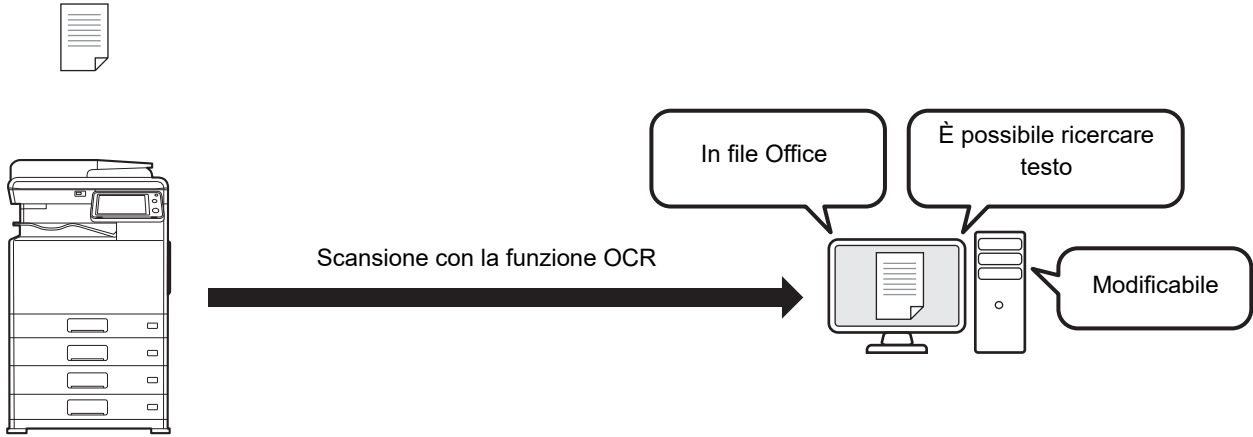 In file Office
È possibile ricercare
testo
Scansione con la funzione OCR
Modificabile